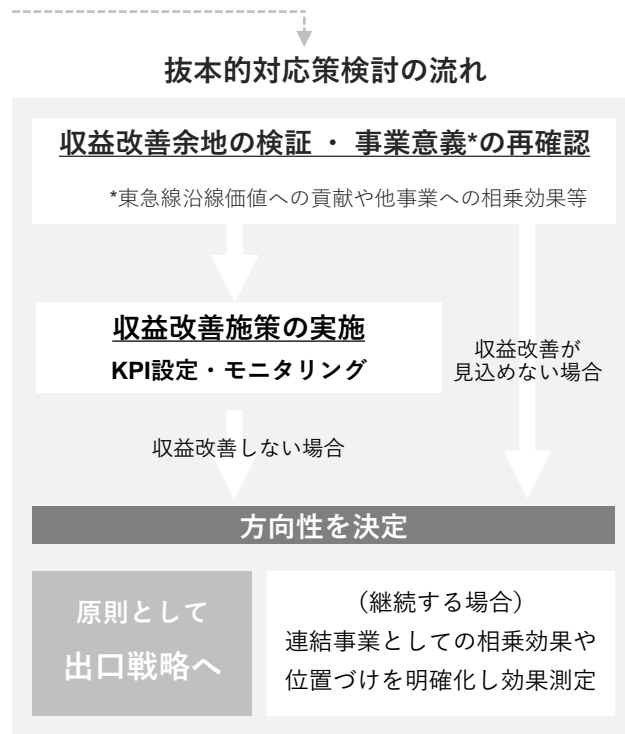 抜本的対応策検討の流れ
収益改善余地の検証 ・ 事業意義*の再確認
*東急線沿線価値への貢献や他事業への相乗効果等
収益改善施策の実施
KPI設定・モニタリング
収益改善が
見込めない場合
収益改善しない場合
方向性を決定
原則として
出口戦略へ
（継続する場合）
連結事業としての相乗効果や
位置づけを明確化し効果測定